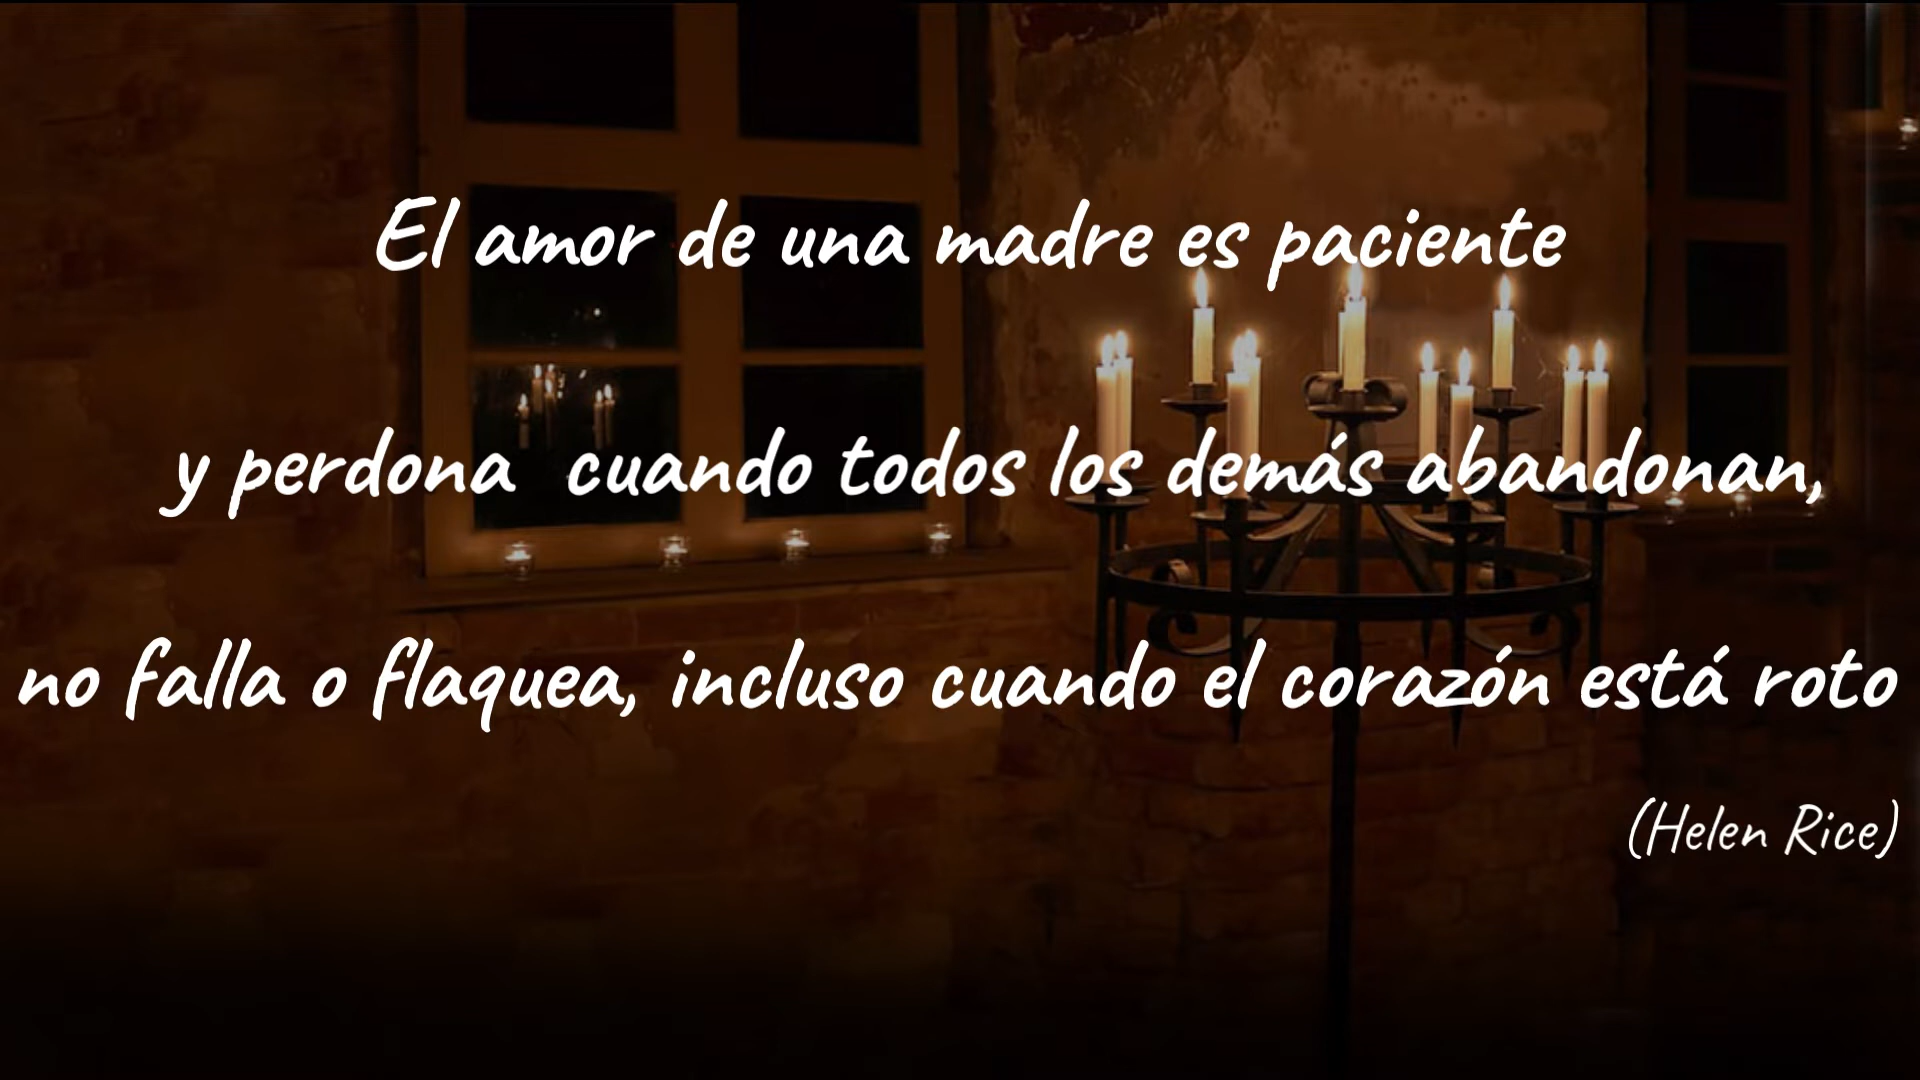 El amor de una madre es paciente
y perdona cuando todos los demás abandonan,
no falla o flaquea, incluso cuando el corazón está roto
(Helen Rice)